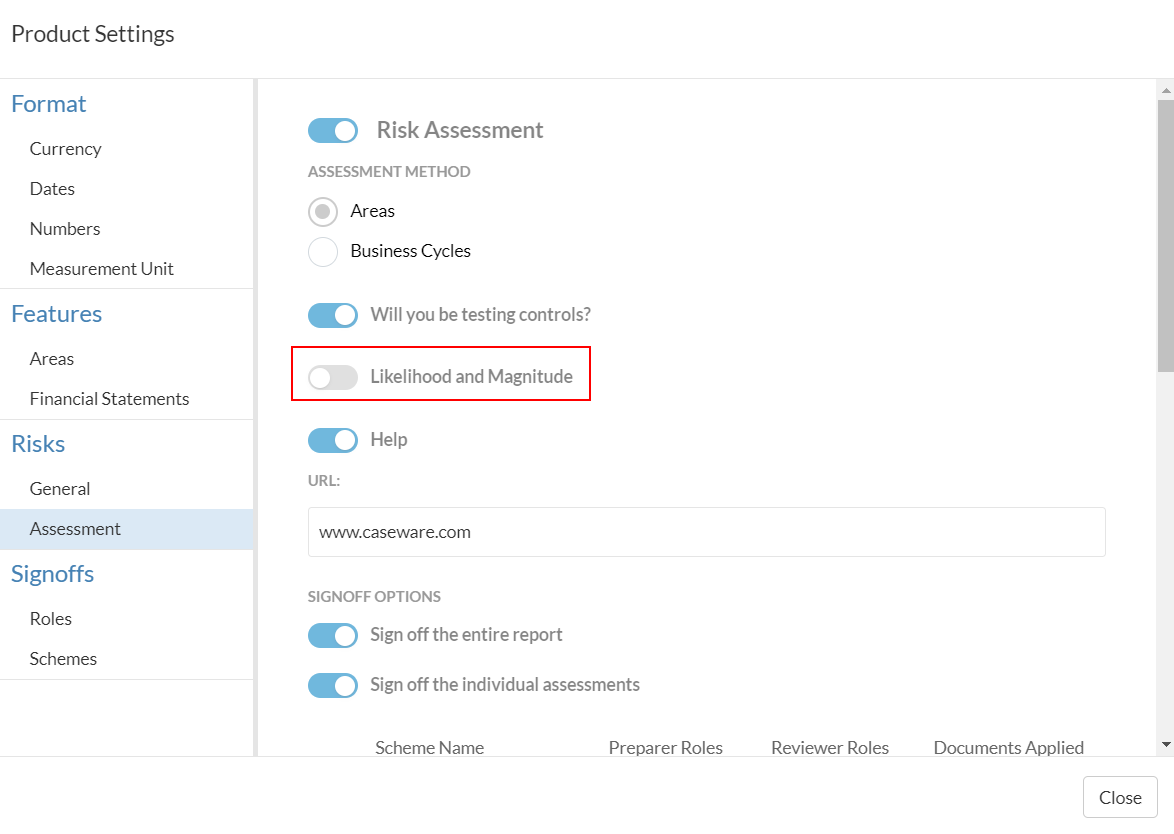 Product Settings
Format
Currency
Dates
Numbers
Measurement Unit
Features
Areas
Financial Statements
Risks
General
Assessment
Signoffs
Roles
Schemes
Risk Assessment
ASSESSMENT METHOD
Areas
Business Cycles
Will you be testing controls?
Likelihood and Magnitude
Help
URL:
www.caseware.com
SIGNOFF OPTIONS
Sign off the entire report
Sign off the individual assessments
Scheme Name Preparer Roles Reviewer Roles Documents Applied
Close